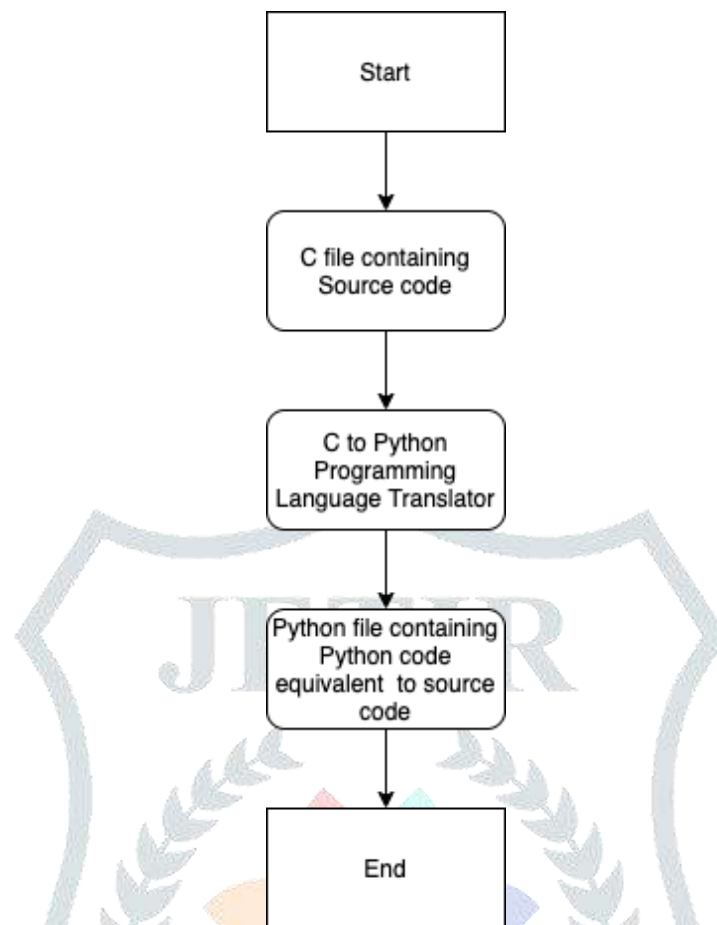 Start
C file containing
Source code
C to Python
Programming
Language Translator
JETIR
Python file containing
Python code
equivalent to source
code
End